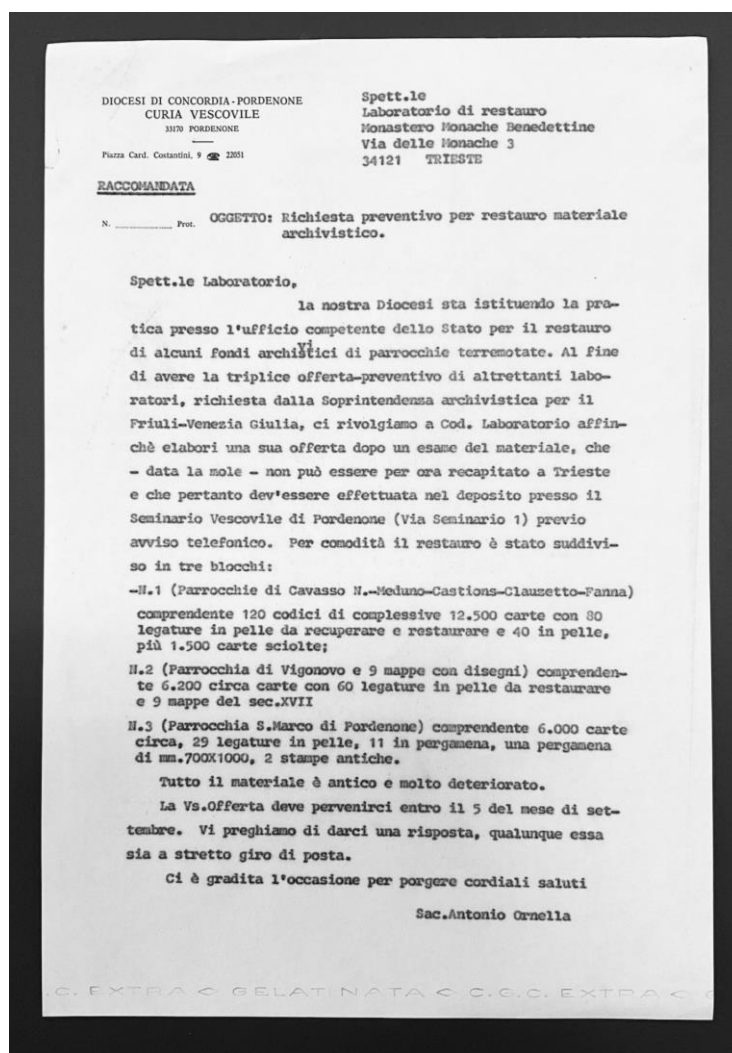 DIOCESI DI CONCORDIA - PORDENONE
CURIA VESCOVILE
33170 PORDENONE
Piazza Card. Costantini, 9 ☎ 22051
Spett.le
Laboratorio di restauro
Monastero Monache Benedettine
Via delle Monache 3
34121 TRIESTE
RACCOMANDATA
N. ____________ Prot.
OGGETTO: Richiesta preventivo per restauro materiale
archivistico.
Spett.le Laboratorio,
la nostra Diocesi sta istituendo la pra-
tica presso l'ufficio competente dello Stato per il restauro
di alcuni fondi archivistici di parrocchie terremotate. Al fine
di avere la triplice offerta-preventivo di altrettanti labo-
ratori, richiesta dalla Soprintendenza archivistica per il
Friuli-Venezia Giulia, ci rivolgiamo a Cod. Laboratorio affin-
chè elabori una sua offerta dopo un esame del materiale, che
- data la mole - non può essere per ora recapitato a Trieste
e che pertanto dev'essere effettuata nel deposito presso il
Seminario Vescovile di Pordenone (Via Seminario 1) previo
avviso telefonico. Per comodità il restauro è stato suddivi-
so in tre blocchi:
-N.1 (Parrocchie di Cavasso N.-Meduno-Castions-Clauzetto-Fanna)
comprendente 120 codici di complessive 12.500 carte con 80
legature in pelle da recuperare e restaurare e 40 in pelle,
più 1.500 carte sciolte;
N.2 (Parrocchia di Vigonovo e 9 mappe con disegni) comprenden-
te 6.200 circa carte con 60 legature in pelle da restaurare
e 9 mappe del sec.XVII
N.3 (Parrocchia S.Marco di Pordenone) comprendente 6.000 carte
circa, 29 legature in pelle, 11 in pergamena, una pergamena
di mm.700X1000, 2 stampe antiche.
Tutto il materiale è antico e molto deteriorato.
La Vs.Offerta deve pervenirci entro il 5 del mese di set-
tembre. Vi preghiamo di darci una risposta, qualunque essa
sia a stretto giro di posta.
Ci è gradita l'occasione per porgere cordiali saluti
Sac.Antonio Ornella
.C. EXTRA < GELATINATA < C.G.C. EXTRA <